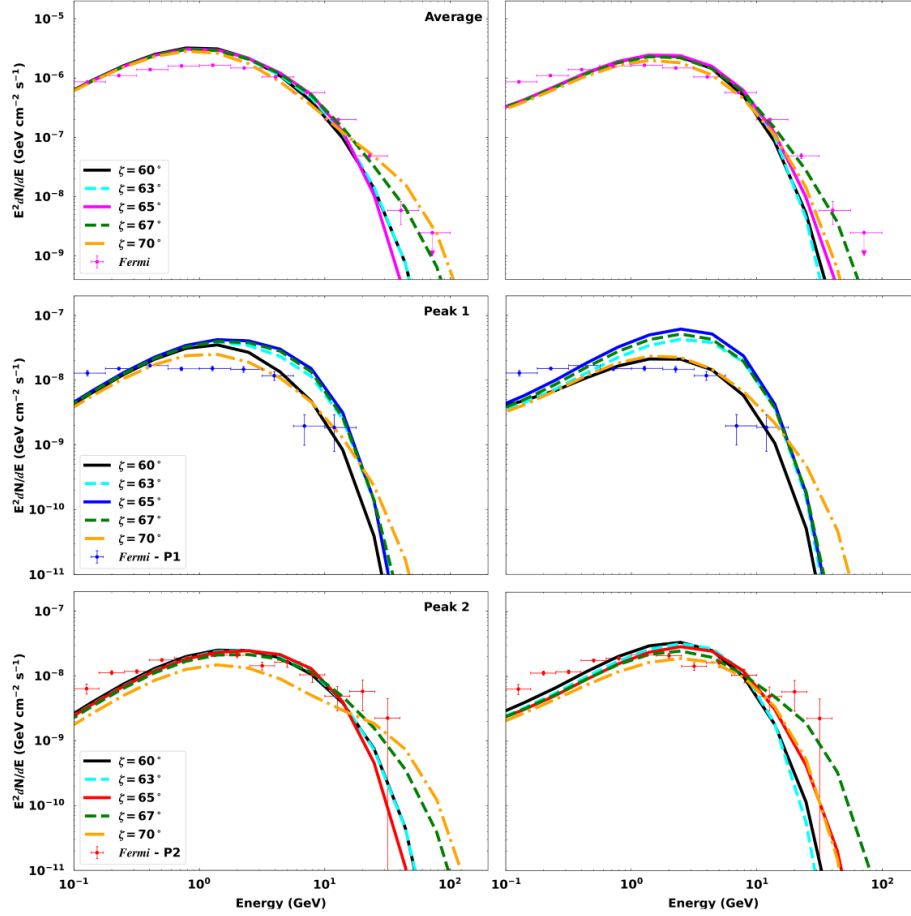 Average
10⁻⁵
10⁻⁶
10⁻⁷
10⁻⁸
10⁻⁹
E²dN/dE (GeV cm⁻² s⁻¹)
ζ = 60°
ζ = 63°
ζ = 65°
ζ = 67°
ζ = 70°
Fermi
Peak 1
10⁻⁷
10⁻⁸
10⁻⁹
10⁻¹⁰
10⁻¹¹
E²dN/dE (GeV cm⁻² s⁻¹)
ζ = 60°
ζ = 63°
ζ = 65°
ζ = 67°
ζ = 70°
Fermi - P1
Peak 2
10⁻⁷
10⁻⁸
10⁻⁹
10⁻¹⁰
10⁻¹¹
E²dN/dE (GeV cm⁻² s⁻¹)
ζ = 60°
ζ = 63°
ζ = 65°
ζ = 67°
ζ = 70°
Fermi - P2
10⁻¹ 10⁰ 10¹ 10² 10⁻¹ 10⁰ 10¹ 10²
Energy (GeV) Energy (GeV)